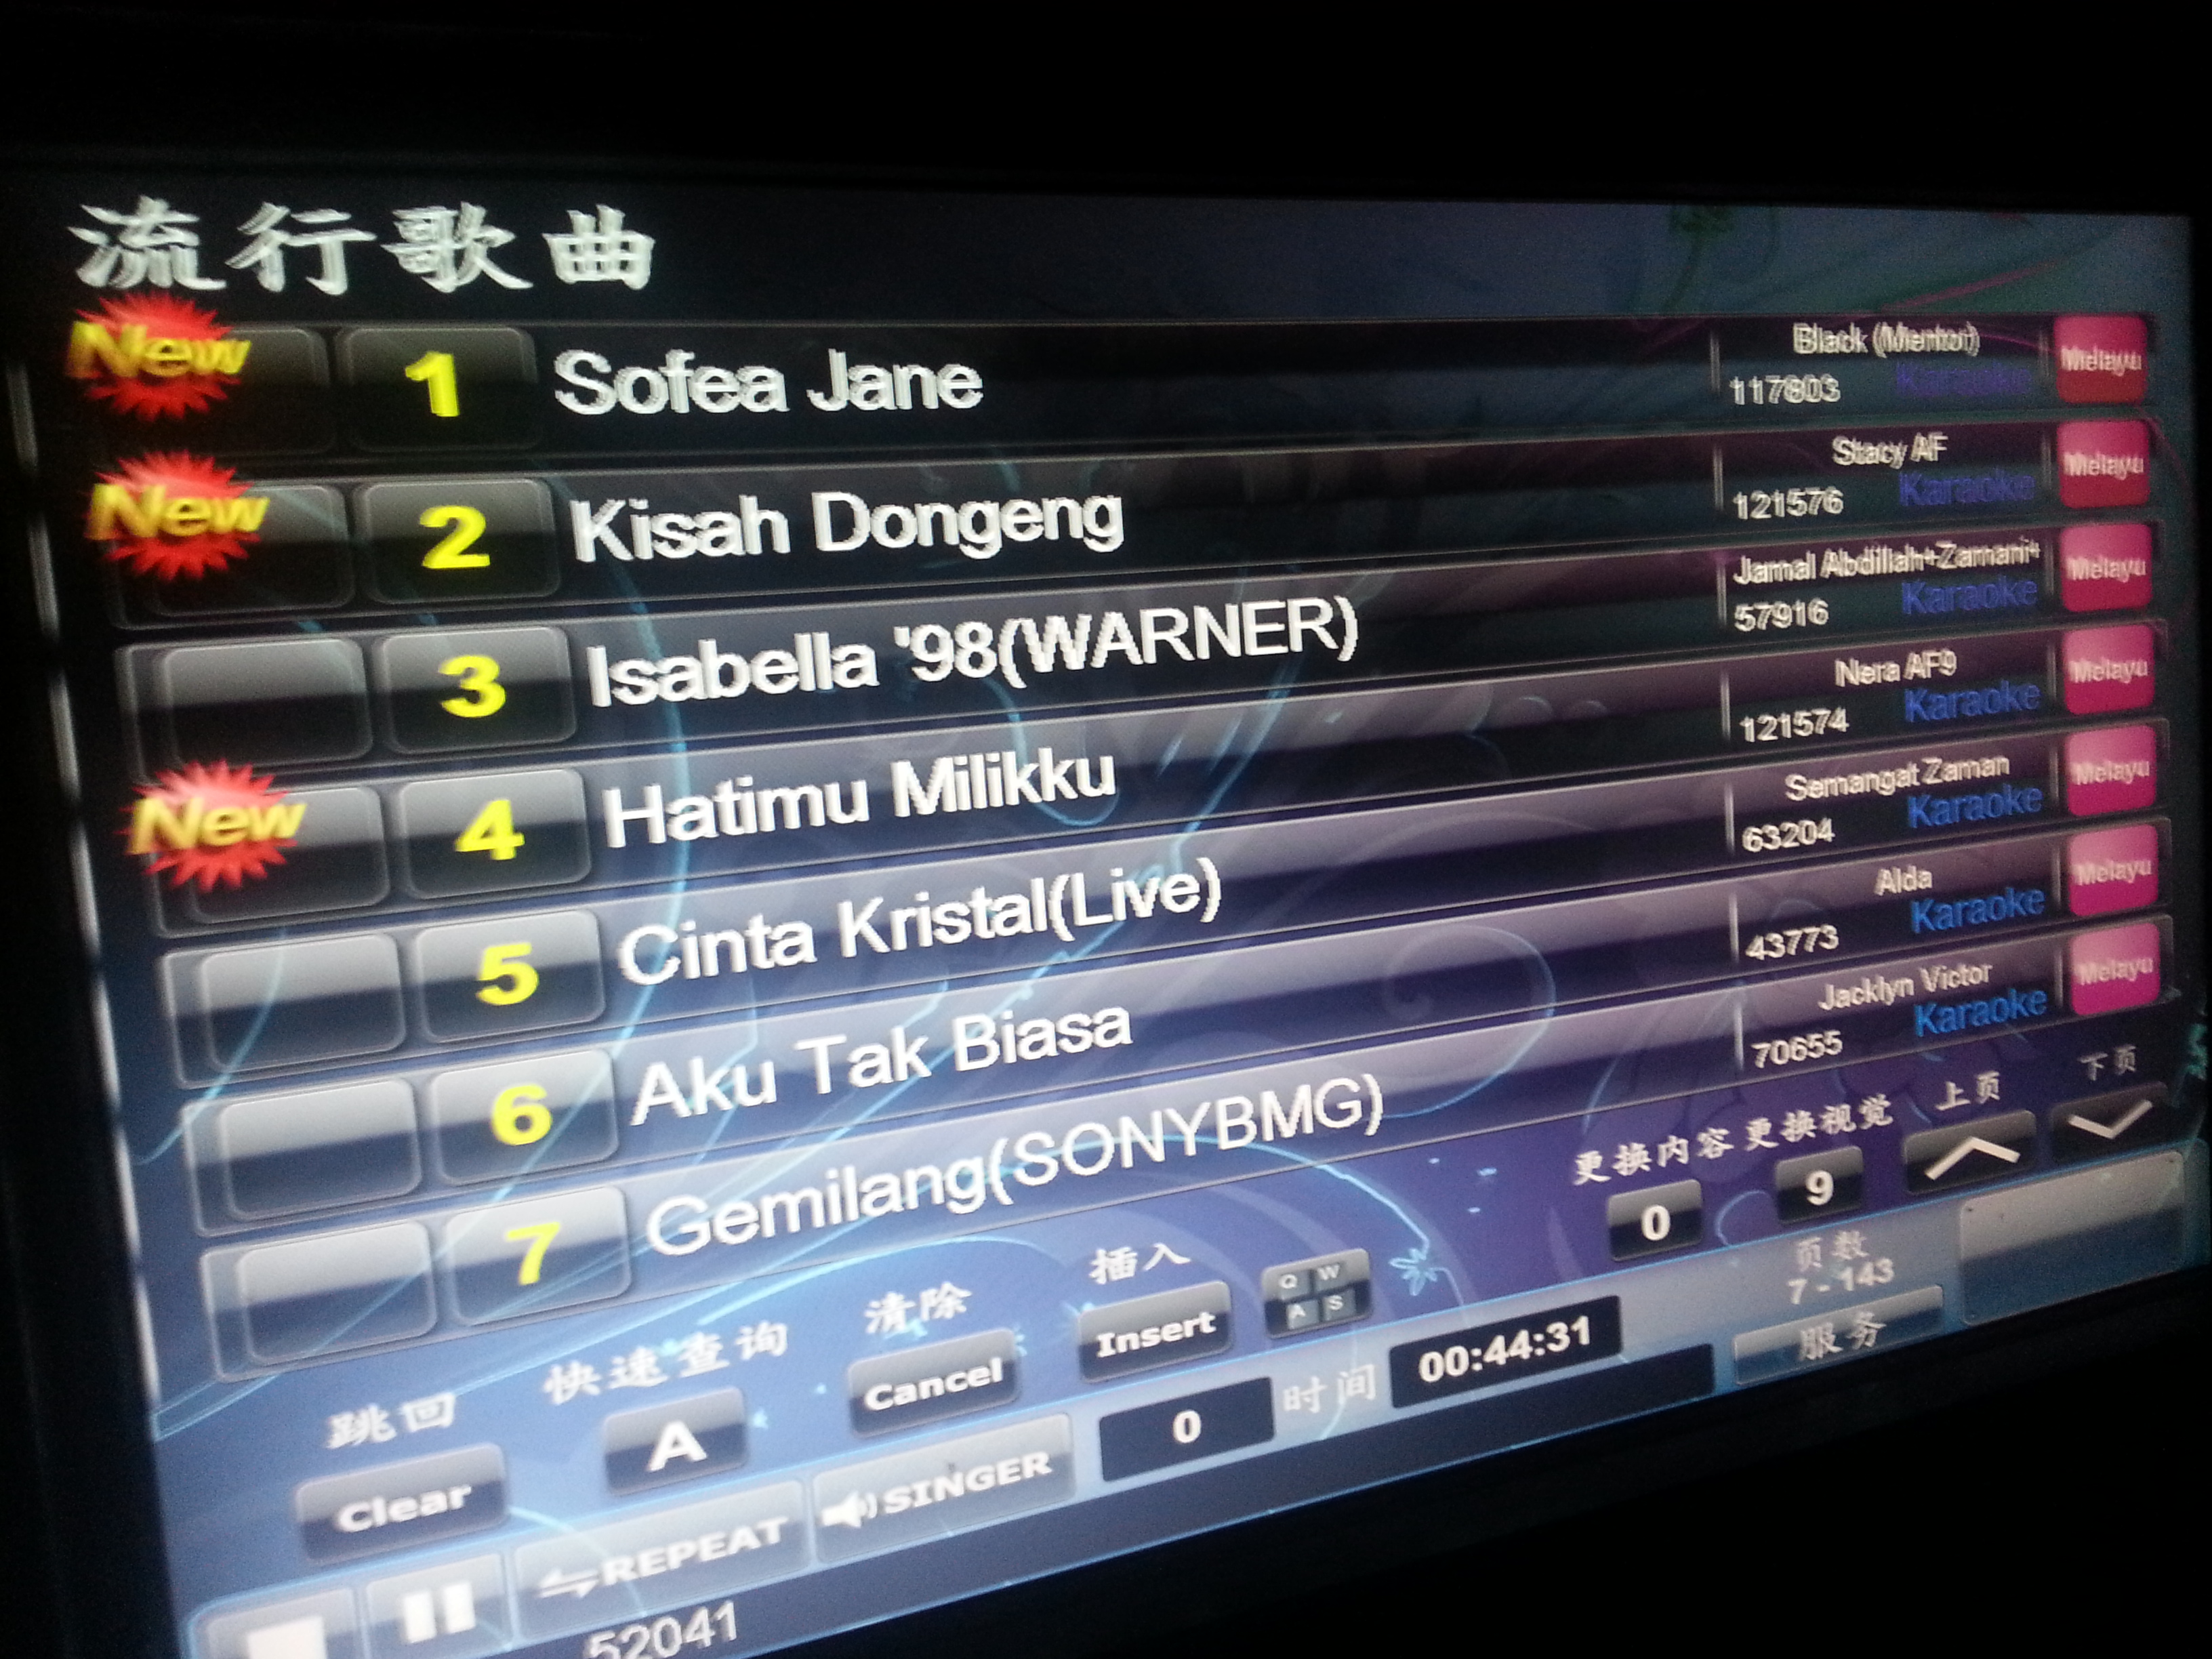 流行歌曲
New 1 Sofea Jane Black (Mentor) Melayu
117803 Karaoke
New 2 Kisah Dongeng Stacy AF Melayu
121576 Karaoke
3 Isabella '98(WARNER) Jamal Abdillah+Zamani+ Melayu
57916 Karaoke
New 4 Hatimu Milikku Nera AF9 Melayu
121574 Karaoke
5 Cinta Kristal(Live) Semangat Zaman Melayu
63204 Karaoke
6 Aku Tak Biasa Alda Melayu
43773 Karaoke
7 Gemilang(SONYBMG) Jacklyn Victor Melayu
70655 Karaoke
跳回 快速查询 清除 插入 更换内容 更换视觉 上页 下页
Clear A Cancel Insert Q W A S 0 9
页数
7 - 143
REPEAT SINGER 0 时间 00:44:31 服务
52041